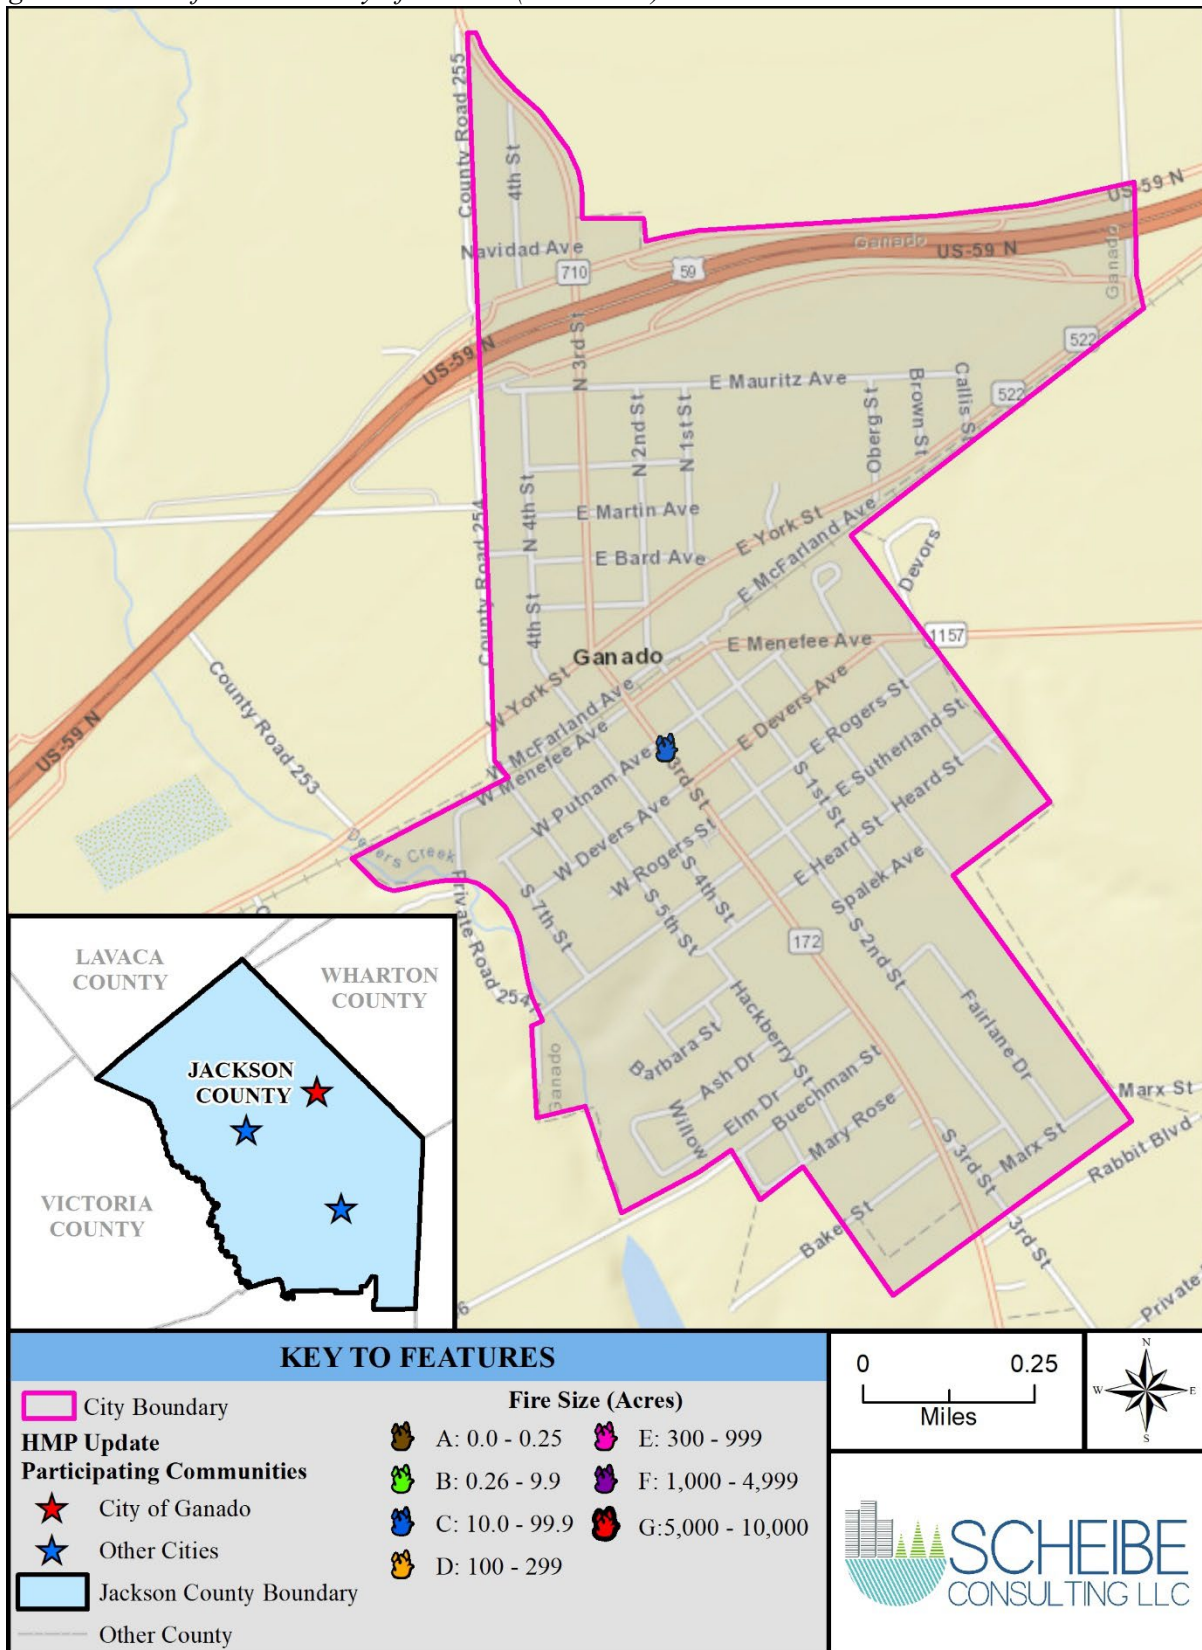 County Road 255
4th St
Navidad Ave
710
59
Ganado
US-59 N
US-59 N
Ganado
522
522
US-59 N
N 3rd St
E Mauritz Ave
N 2nd St
N 1st St
Oberg St
Brown St
Callis St
N 4th St
E Martin Ave
E Bard Ave
E York St
E McFarland Ave
Devors
County Road 254
4th St
1157
E Menefee Ave
Ganado
W York St
W McFarland Ave
W Menefee Ave
County Road 253
US-59 N
E Devers Ave
E Rogers St
E Sutherland St
Heard St
3rd St
S 1st St
W Putnam Ave
W Devers Ave
W Rogers St
E Heard St
Spalek Ave
Devers Creek
Private Road 2541
S 7th St
S 5th St
S 4th St
172
S 2nd St
Fairlane Dr
Hackberry St
Barbara St
Ash Dr
Elm Dr
Willow
Buechman St
Mary Rose
Ganado
Marx St
Marx St
Rabbit Blvd
S 3rd St
3rd St
Baker St
Private
6
LAVACA
COUNTY
WHARTON
COUNTY
JACKSON
COUNTY
VICTORIA
COUNTY
KEY TO FEATURES
City Boundary
HMP Update
Participating Communities
City of Ganado
Other Cities
Jackson County Boundary
Other County
Fire Size (Acres)
A: 0.0 - 0.25
B: 0.26 - 9.9
C: 10.0 - 99.9
D: 100 - 299
E: 300 - 999
F: 1,000 - 4,999
G:5,000 - 10,000
0 0.25
Miles
N
W E
S
SCHEIBE
CONSULTING LLC